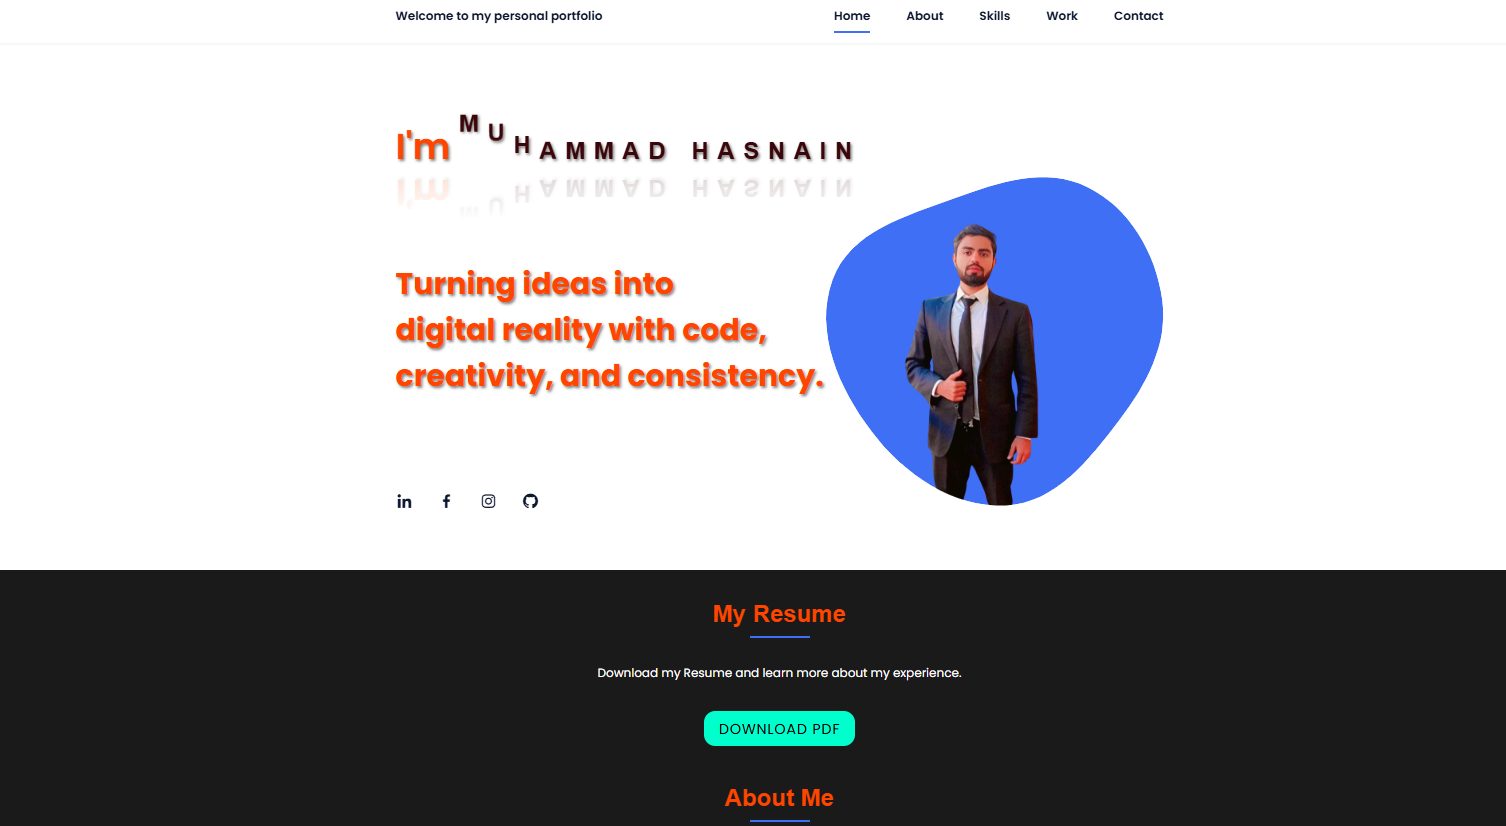 Welcome to my personal portfolio
Home About Skills Work Contact
I'm MUHAMMAD HASNAIN
Turning ideas into
digital reality with code,
creativity, and consistency.
My Resume
Download my Resume and learn more about my experience.
DOWNLOAD PDF
About Me